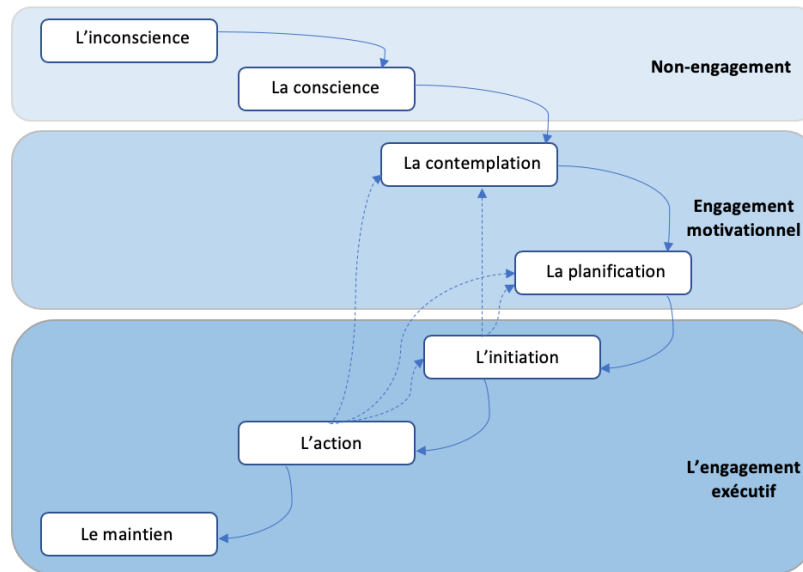 L’inconscience
La conscience
Non-engagement
La contemplation
Engagement
motivationnel
La planification
L’initiation
L’action
L’engagement
exécutif
Le maintien